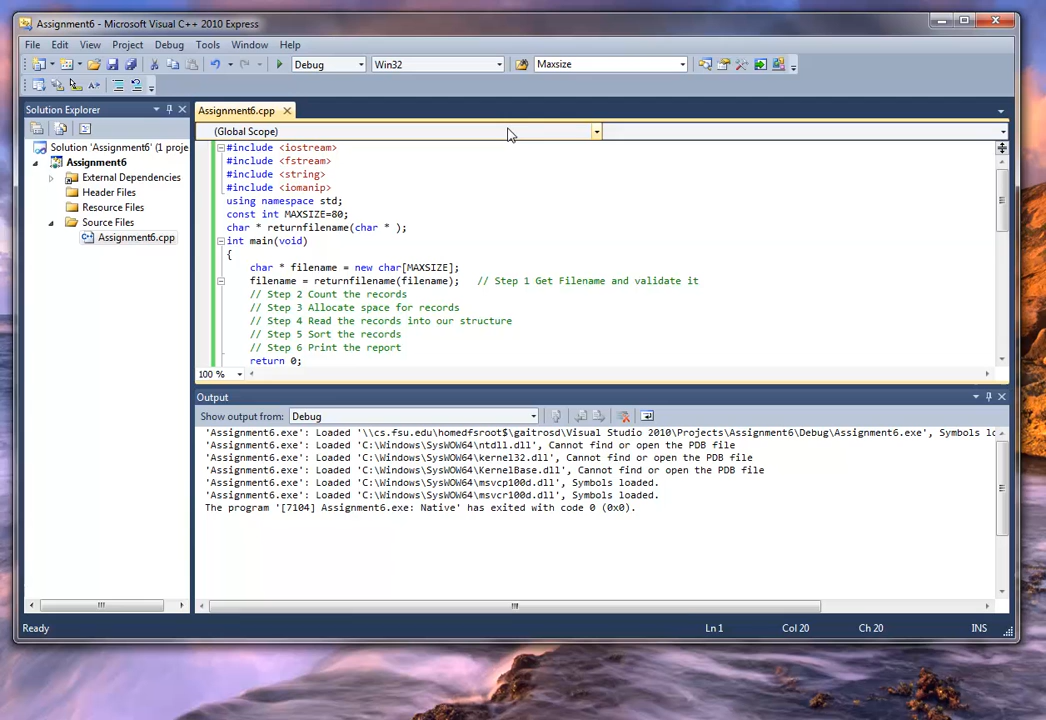 Assignment6 - Microsoft Visual C++ 2010 Express
File Edit View Project Debug Tools Window Help
Debug Win32 Maxsize
Solution Explorer
Solution 'Assignment6' (1 proje
Assignment6
External Dependencies
Header Files
Resource Files
Source Files
Assignment6.cpp
Assignment6.cpp
(Global Scope)
#include <iostream>
#include <fstream>
#include <string>
#include <iomanip>
using namespace std;
const int MAXSIZE=80;
char * returnfilename(char * );
int main(void)
{
char * filename = new char[MAXSIZE];
filename = returnfilename(filename); // Step 1 Get Filename and validate it
// Step 2 Count the records
// Step 3 Allocate space for records
// Step 4 Read the records into our structure
// Step 5 Sort the records
// Step 6 Print the report
return 0;
100 %
Output
Show output from: Debug
'Assignment6.exe': Loaded '\\cs.fsu.edu\homedfsroot$\gaitrosd\Visual Studio 2010\Projects\Assignment6\Debug\Assignment6.exe', Symbols lo
'Assignment6.exe': Loaded 'C:\Windows\SysWOW64\ntdll.dll', Cannot find or open the PDB file
'Assignment6.exe': Loaded 'C:\Windows\SysWOW64\kernel32.dll', Cannot find or open the PDB file
'Assignment6.exe': Loaded 'C:\Windows\SysWOW64\KernelBase.dll', Cannot find or open the PDB file
'Assignment6.exe': Loaded 'C:\Windows\SysWOW64\msvcp100d.dll', Symbols loaded.
'Assignment6.exe': Loaded 'C:\Windows\SysWOW64\msvcr100d.dll', Symbols loaded.
The program '[7104] Assignment6.exe: Native' has exited with code 0 (0x0).
Ready Ln 1 Col 20 Ch 20 INS